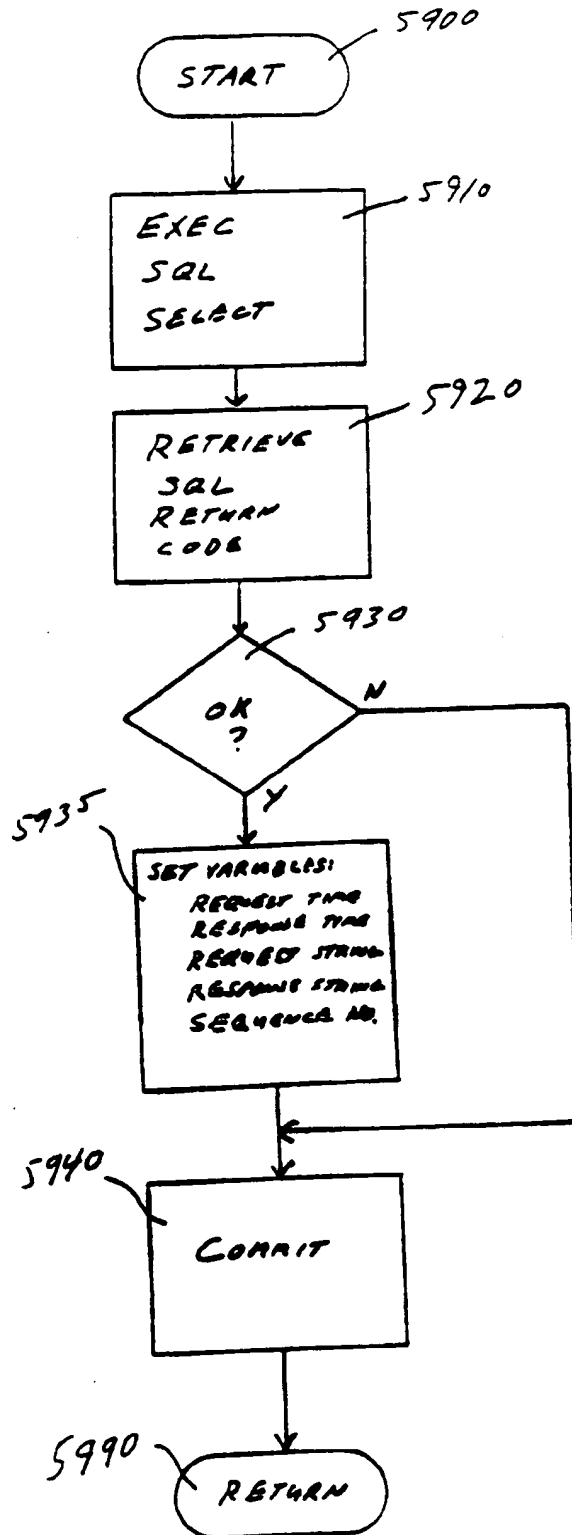 5900
START
5910
EXEC
SQL
SELECT
5920
RETRIEVE
SQL
RETURN
CODE
5930
OK
?
N
Y
5935
SET VARIABLES:
REQUEST TIME
RESPONSE TIME
REQUEST STRING
RESPONSE STRING
SEQUENCE NO.
5940
COMMIT
5990
RETURN